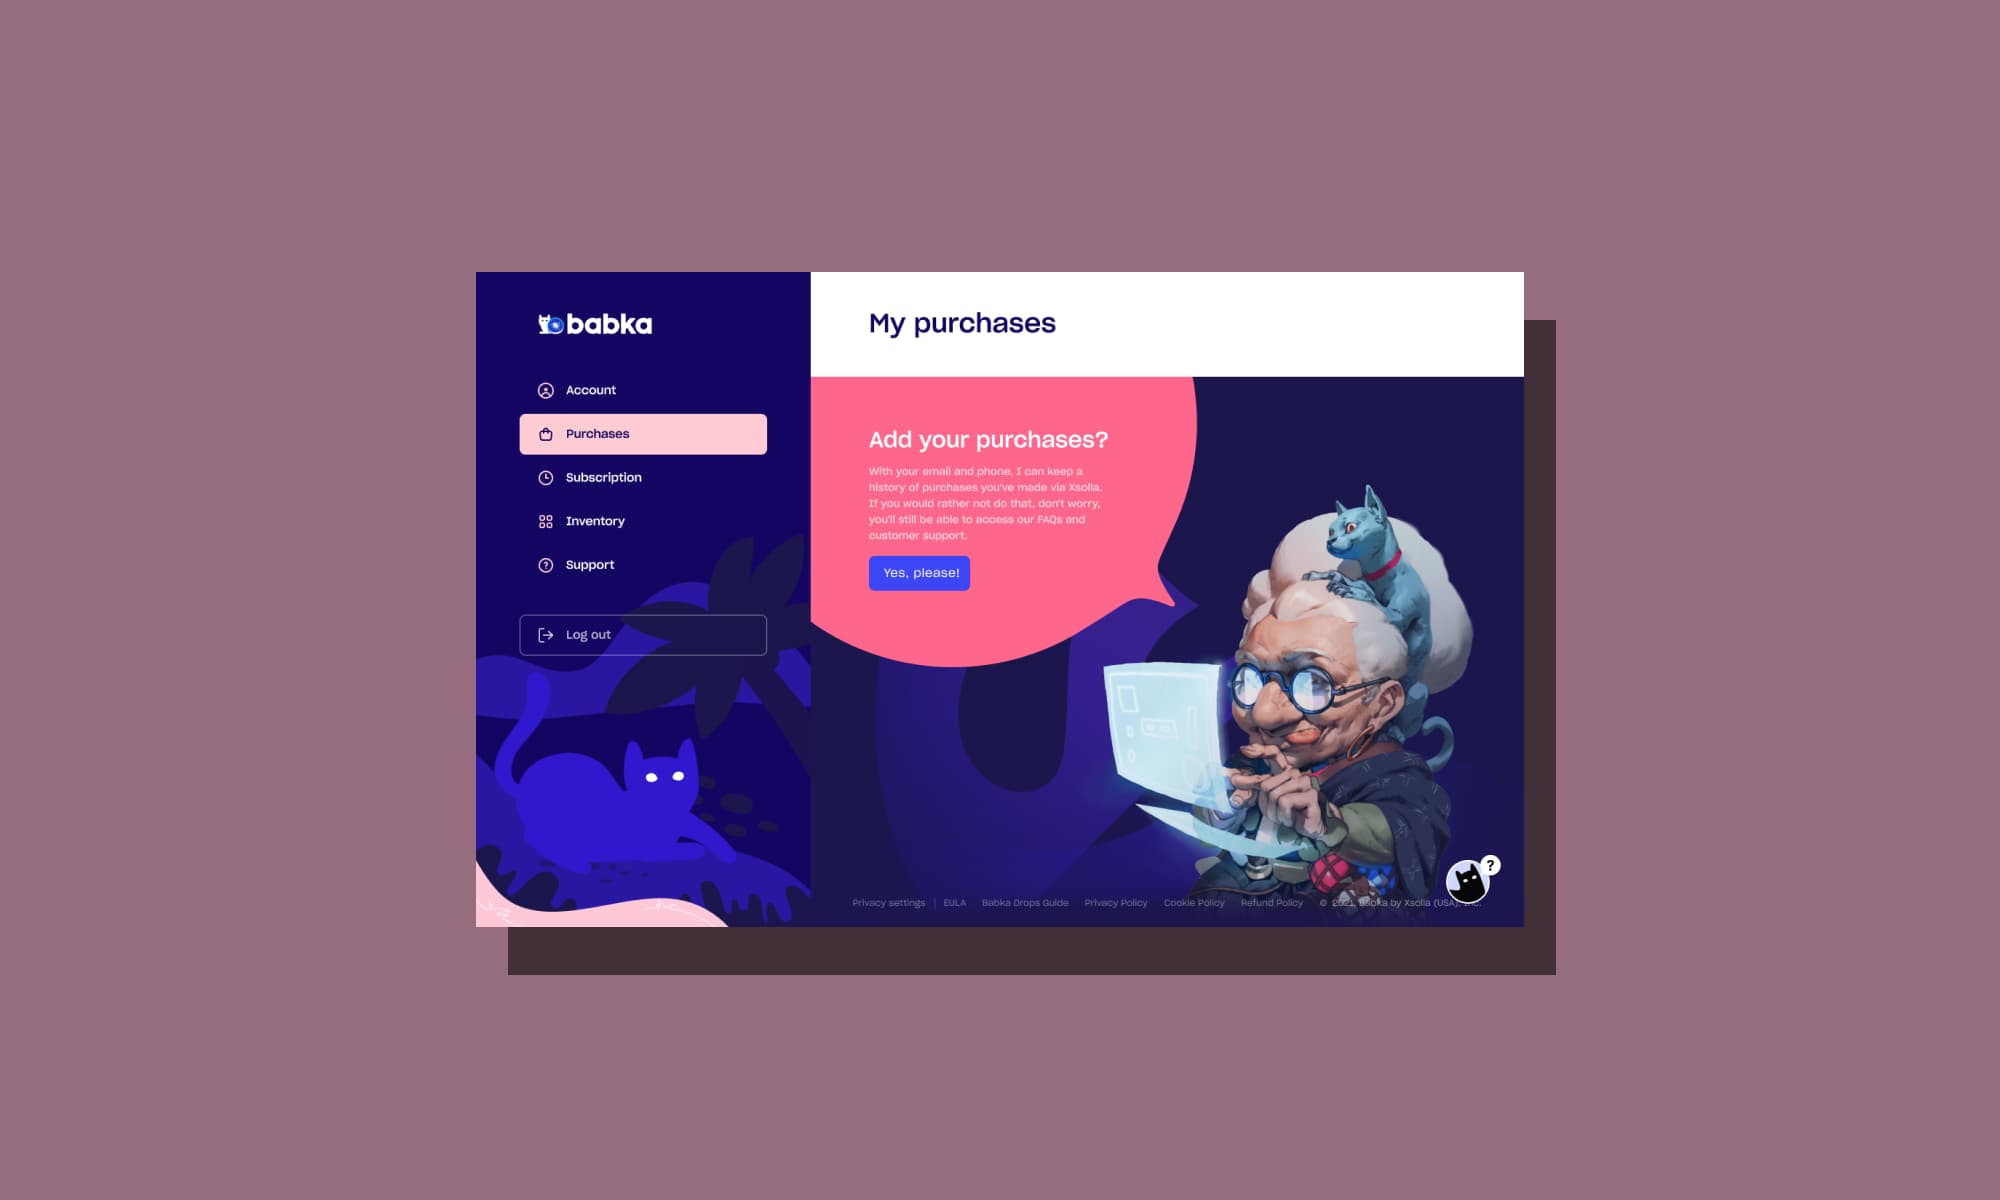 babka
Account
Purchases
Subscription
Inventory
Support
Log out
My purchases
Add your purchases?
With your email and phone, I can keep a
history of purchases you've made via Xsolla.
If you would rather not do that, don't worry,
you'll still be able to access our FAQs and
customer support.
Yes, please!
?
Privacy settings | EULA Babka Drops Guide Privacy Policy Cookie Policy Refund Policy © 2021, Babka by Xsolla (USA), Inc.